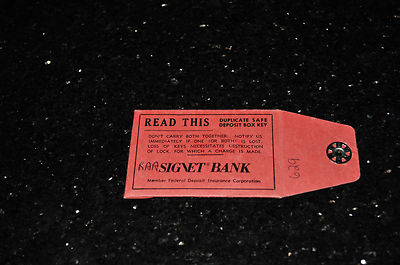 READ THIS DUPLICATE SAFE
DEPOSIT BOX KEY
DON'T CARRY BOTH TOGETHER. NOTIFY US
IMMEDIATELY IF ONE (OR BOTH) IS LOST.
LOSS OF KEYS NECESSITATES DESTRUCTION
OF LOCK, FOR WHICH A CHARGE IS MADE.
SIGNET BANK
Member Federal Deposit Insurance Corporation
629